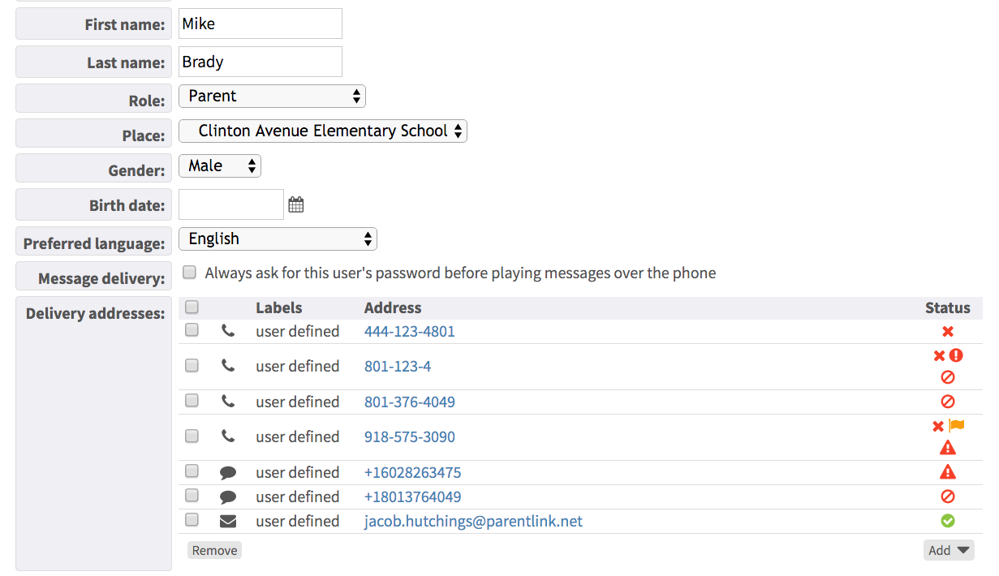 First name: Mike
Last name: Brady
Role: Parent
Place: Clinton Avenue Elementary School
Gender: Male
Birth date:
Preferred language: English
Message delivery: Always ask for this user's password before playing messages over the phone
Delivery addresses: Labels Address Status
user defined 444-123-4801
user defined 801-123-4
user defined 801-376-4049
user defined 918-575-3090
user defined +16028263475
user defined +18013764049
user defined jacob.hutchings@parentlink.net
Remove Add